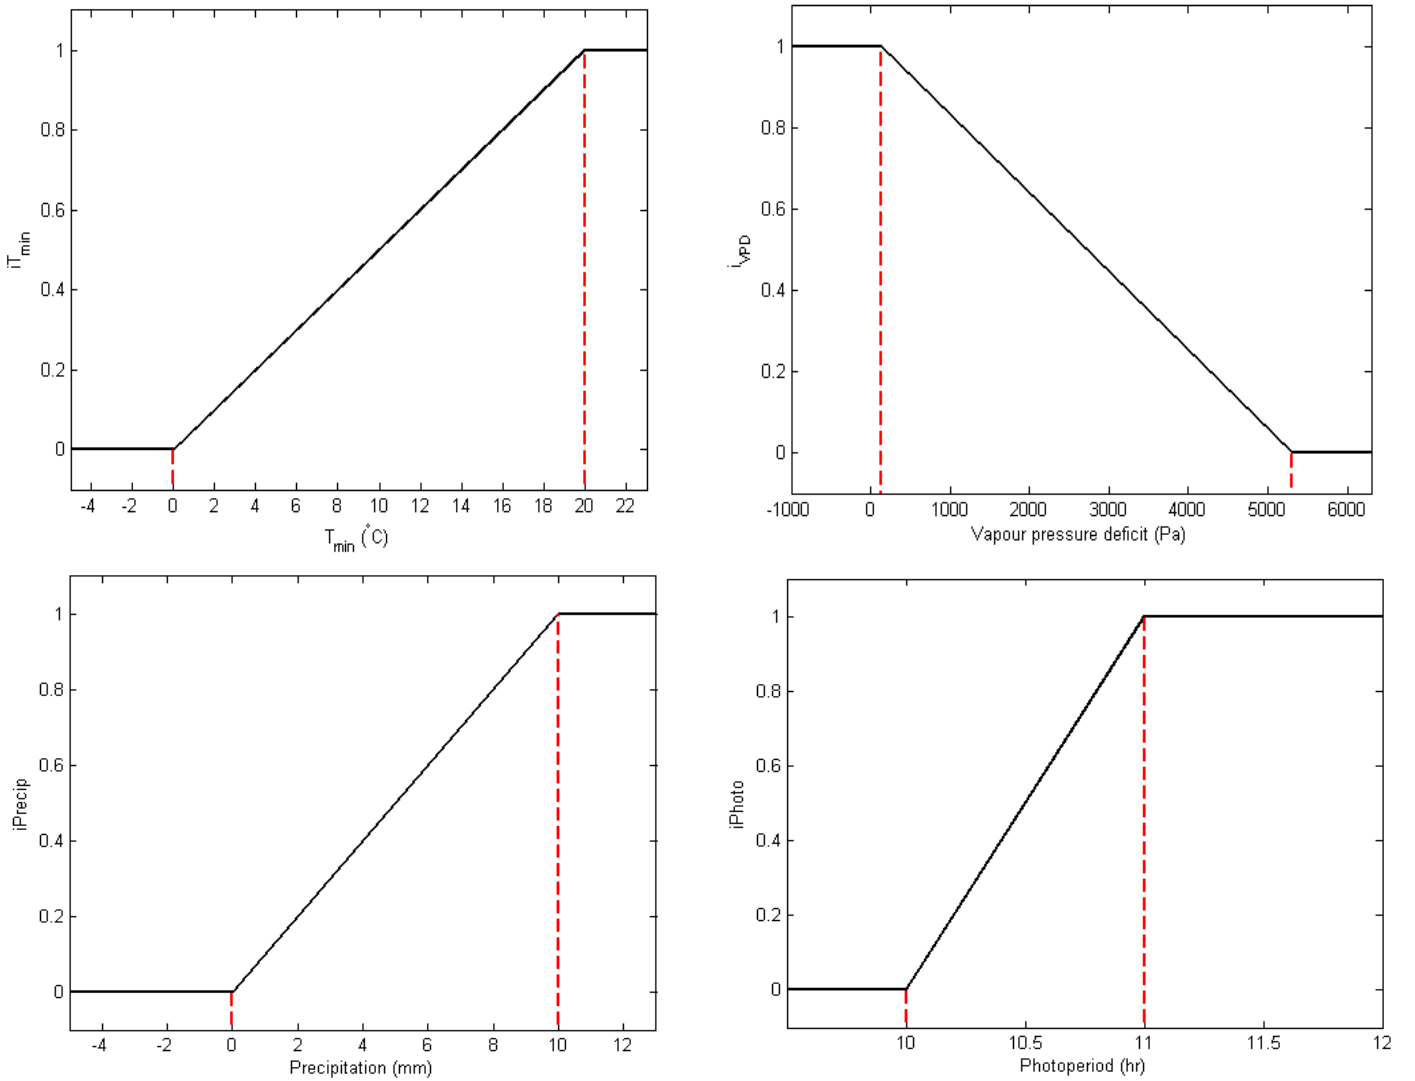 1
0.8
0.6
0.4
0.2
0
iTmin
-4 -2 0 2 4 6 8 10 12 14 16 18 20 22
Tmin (°C)
1
0.8
0.6
0.4
0.2
0
iVPD
-1000 0 1000 2000 3000 4000 5000 6000
Vapour pressure deficit (Pa)
1
0.8
0.6
0.4
0.2
0
iPrecip
-4 -2 0 2 4 6 8 10 12
Precipitation (mm)
1
0.8
0.6
0.4
0.2
0
iPhoto
10 10.5 11 11.5 12
Photoperiod (hr)